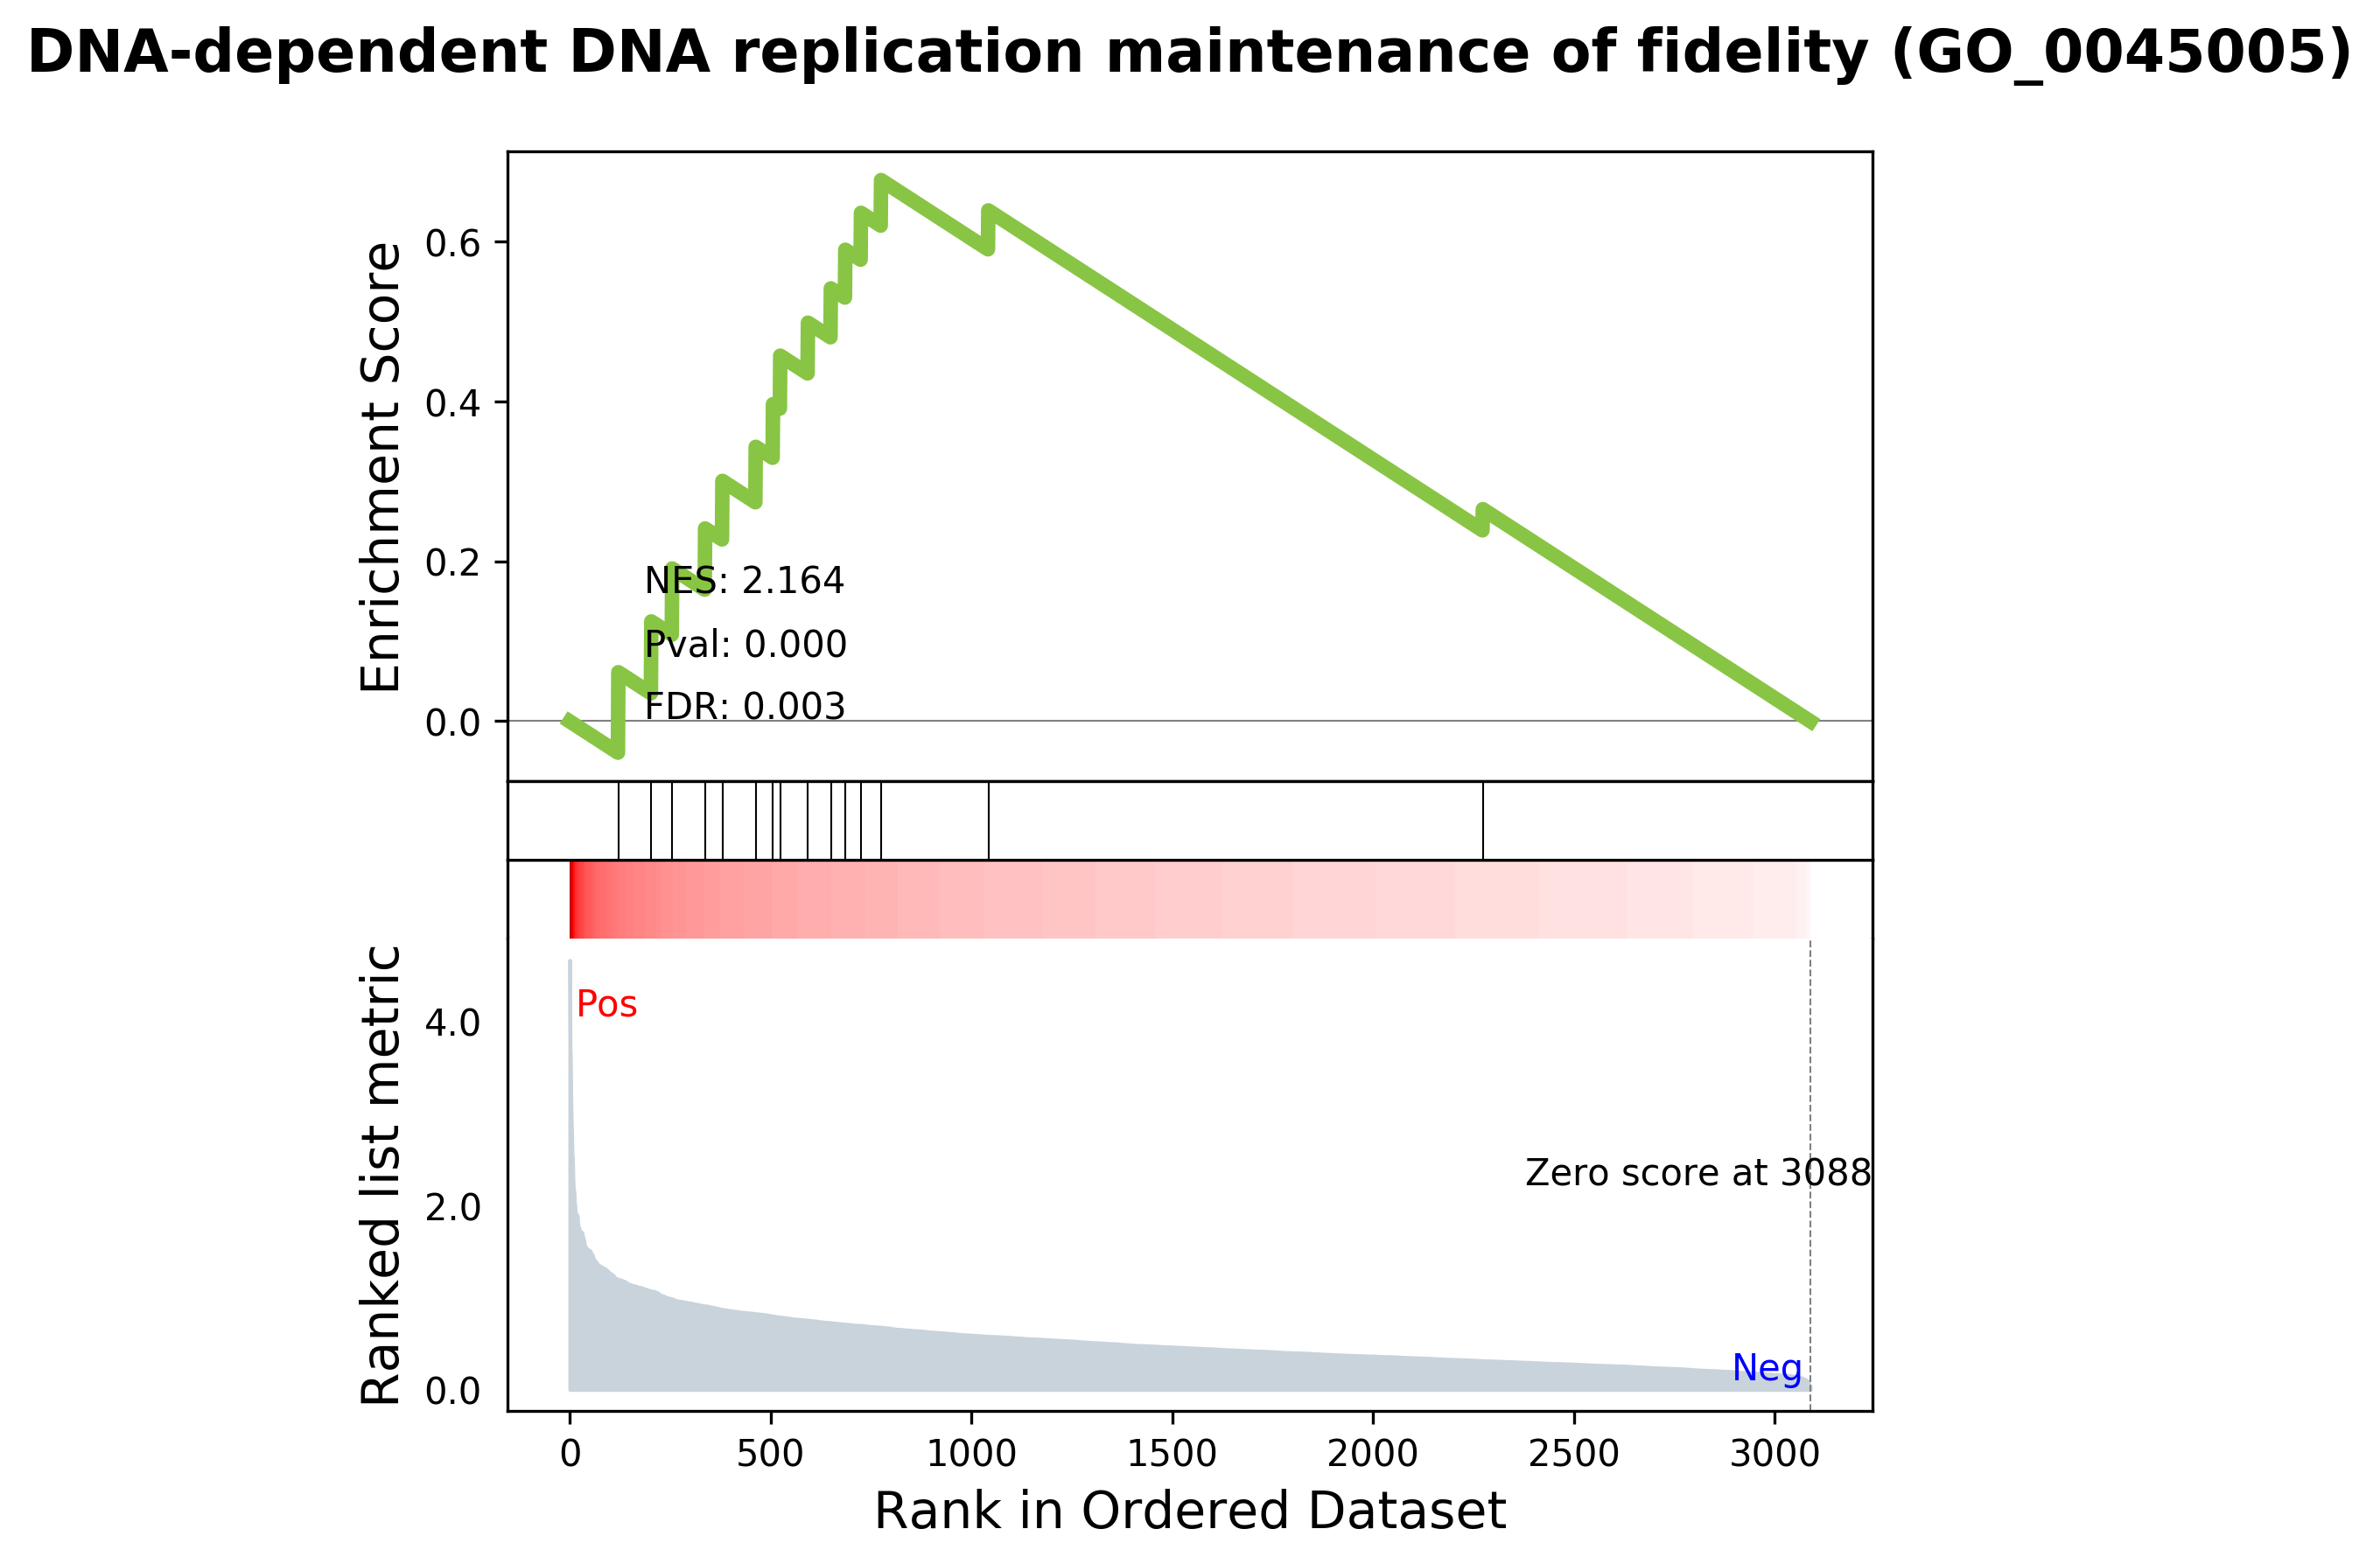 DNA-dependent DNA replication maintenance of fidelity (GO_0045005)
Enrichment Score
0.6
0.4
0.2
0.0
NES: 2.164
Pval: 0.000
FDR: 0.003
Ranked list metric
4.0
2.0
0.0
Pos
Zero score at 3088
Neg
0 500 1000 1500 2000 2500 3000
Rank in Ordered Dataset